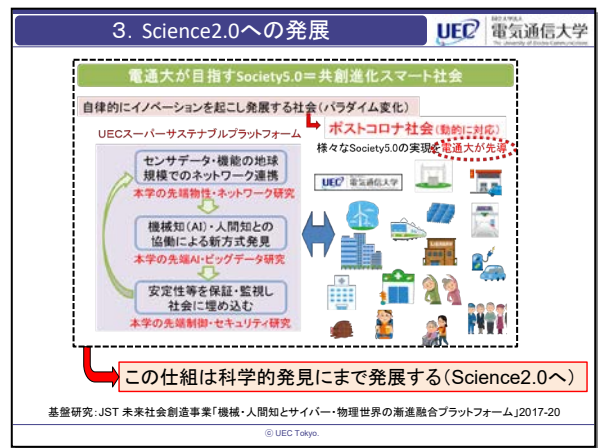 3. Science2.0への発展
UEC 電気通信大学
The University of Electro-Communications
電通大が目指すSociety5.0=共創進化スマート社会
自律的にイノベーションを起こし発展する社会(パラダイム変化)
UECスーパーサステナブルプラットフォーム
ポストコロナ社会(動的に対応)
様々なSociety5.0の実現を電通大が先導
センサデータ・機能の地球
規模でのネットワーク連携
本学の先端物性・ネットワーク研究
機械知(AI)・人間知との
協働による新方式発見
本学の先端AI・ビッグデータ研究
安定性等を保証・監視し
社会に埋め込む
本学の先端制御・セキュリティ研究
UEC 電気通信大学
この仕組は科学的発見にまで発展する(Science2.0へ)
基盤研究:JST 未来社会創造事業「機械・人間知とサイバー・物理世界の漸進融合プラットフォーム」2017-20
© UEC Tokyo.